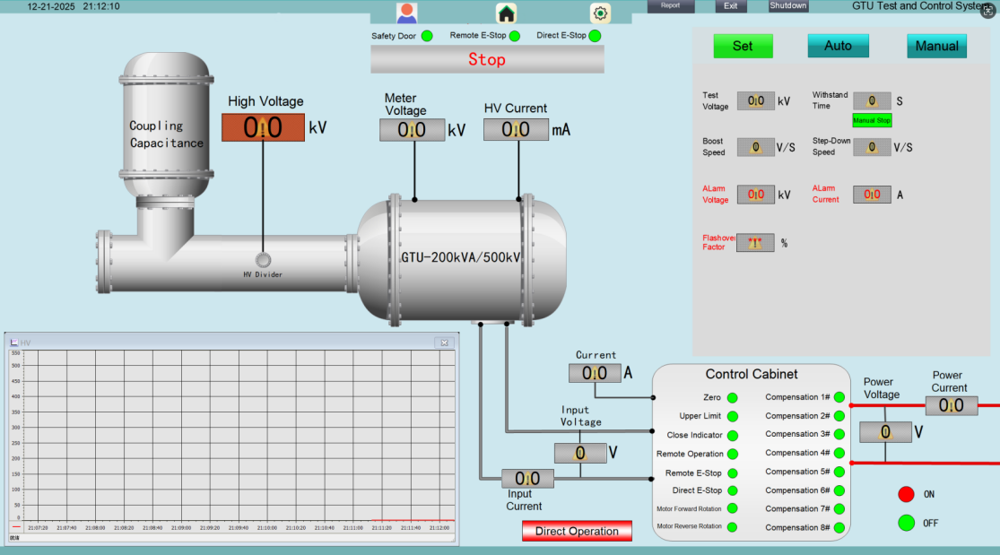 12-21-2025 21:12:10
Report
Exit
Shutdown
GTU Test and Control System
Safety Door
Remote E-Stop
Direct E-Stop
Stop
Set
Auto
Manual
High Voltage
0.0 kV
Meter
Voltage
0.0 kV
HV Current
0.0 mA
Coupling
Capacitance
HV Divider
GTU-200kVA/500kV
Test
Voltage
0.0 kV
Withstand
Time
0 S
Manual Stop
Boost
Speed
0 V/S
Step-Down
Speed
0 V/S
ALarm
Voltage
0.0 kV
ALarm
Current
0.0 A
Flashover
Factor
%
HV
550
500
450
400
350
300
250
200
150
100
50
0
21:07:20 21:07:40 21:08:00 21:08:20 21:08:40 21:09:00 21:09:20 21:09:40 21:10:00 21:10:20 21:10:40 21:11:00 21:11:20 21:11:40 21:12:00
就绪
Current
0.0 A
Input
Voltage
0 V
0.0
Input
Current
Direct Operation
Control Cabinet
Zero
Upper Limit
Close Indicator
Remote Operation
Remote E-Stop
Direct E-Stop
Motor Forward Rotation
Motor Reverse Rotation
Compensation 1#
Compensation 2#
Compensation 3#
Compensation 4#
Compensation 5#
Compensation 6#
Compensation 7#
Compensation 8#
Power
Voltage
0 V
Power
Current
0.0
ON
OFF